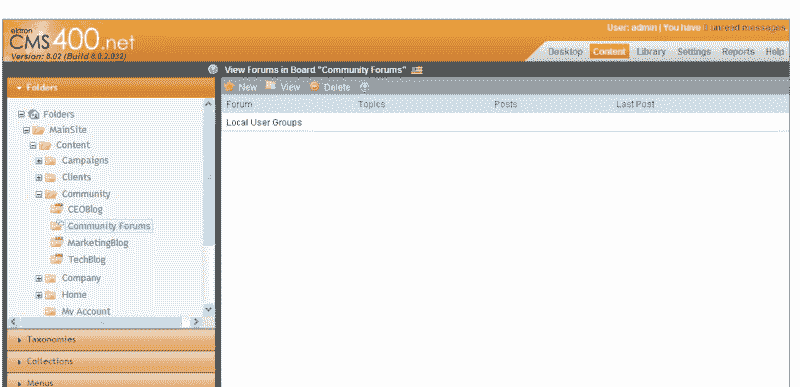 ektron
CMS400.net
Version: 8.02 (Build 8.0.2.032)
User: admin | You have 0 unread messages
Desktop Content Library Settings Reports Help
View Forums in Board "Community Forums"
Folders
New View Delete
Forum Topics Posts Last Post
Local User Groups
Folders
MainSite
Content
Campaigns
Clients
Community
CEOBlog
Community Forums
MarketingBlog
TechBlog
Company
Home
My Account
Taxonomies
Collections
Menus